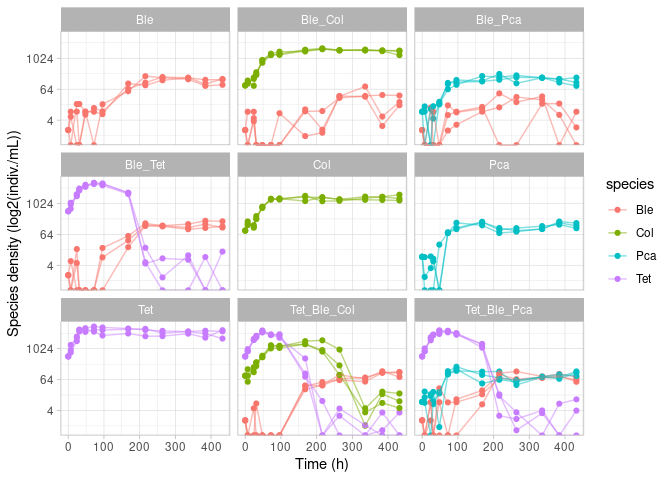 Ble Ble_Col Ble_Pca
1024
64
4
Ble_Tet Col Pca
1024
64
4
Tet Tet_Ble_Col Tet_Ble_Pca
1024
64
4
0 100 200 300 400 0 100 200 300 400 0 100 200 300 400
Time (h)
Species density (log2(indiv./mL))
species
Ble
Col
Pca
Tet